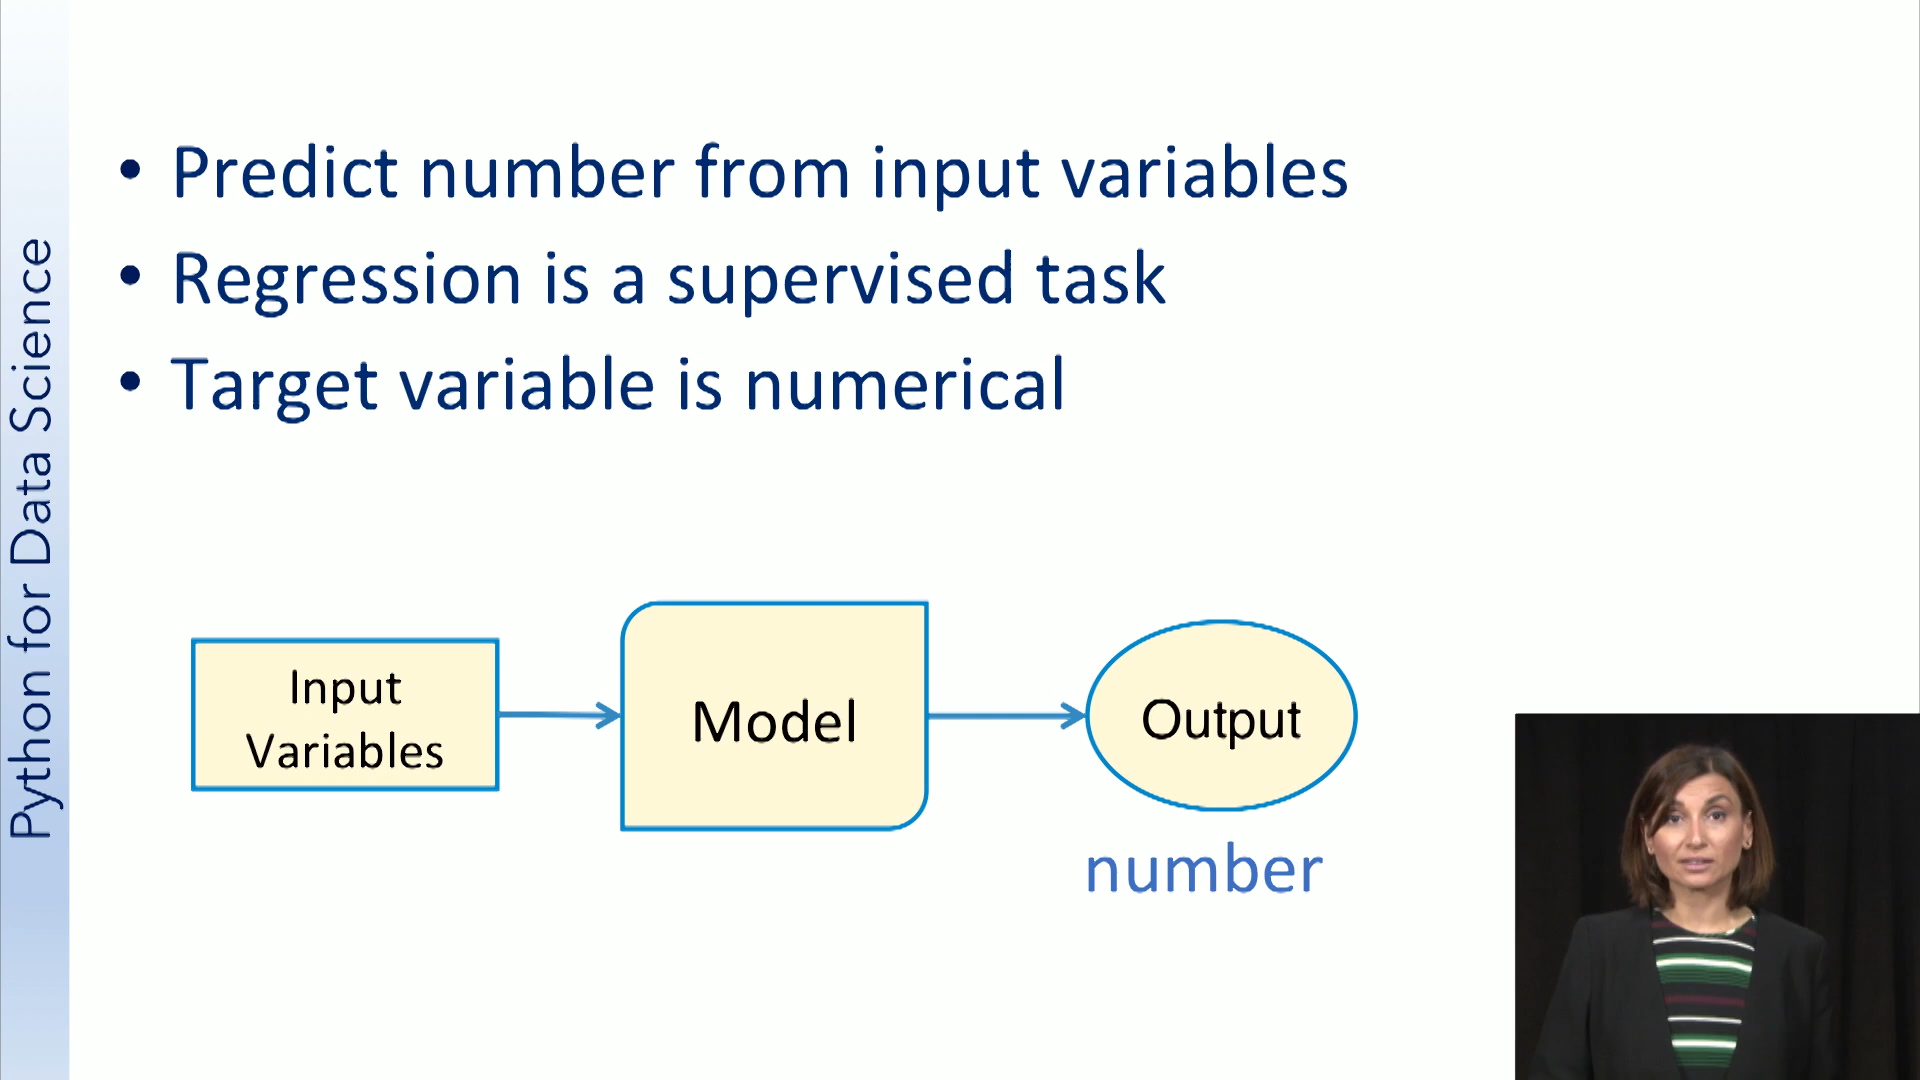 Python for Data Science
• Predict number from input variables
• Regression is a supervised task
• Target variable is numerical
Input
Variables
Model
Output
number